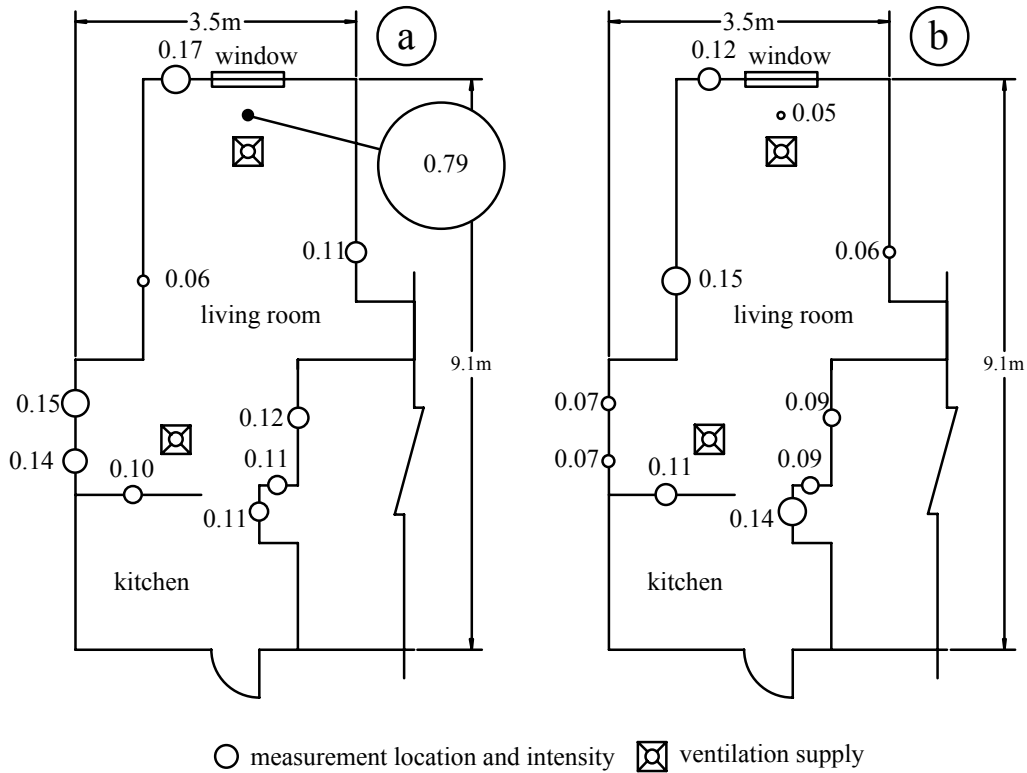 3.5m
a
0.17
window
0.79
0.11
0.06
living room
9.1m
0.15
0.12
0.14
0.11
0.10
0.11
kitchen
3.5m
b
0.12
window
0.05
0.06
0.15
living room
9.1m
0.07
0.09
0.07
0.11
0.09
0.14
kitchen
measurement location and intensity
ventilation supply